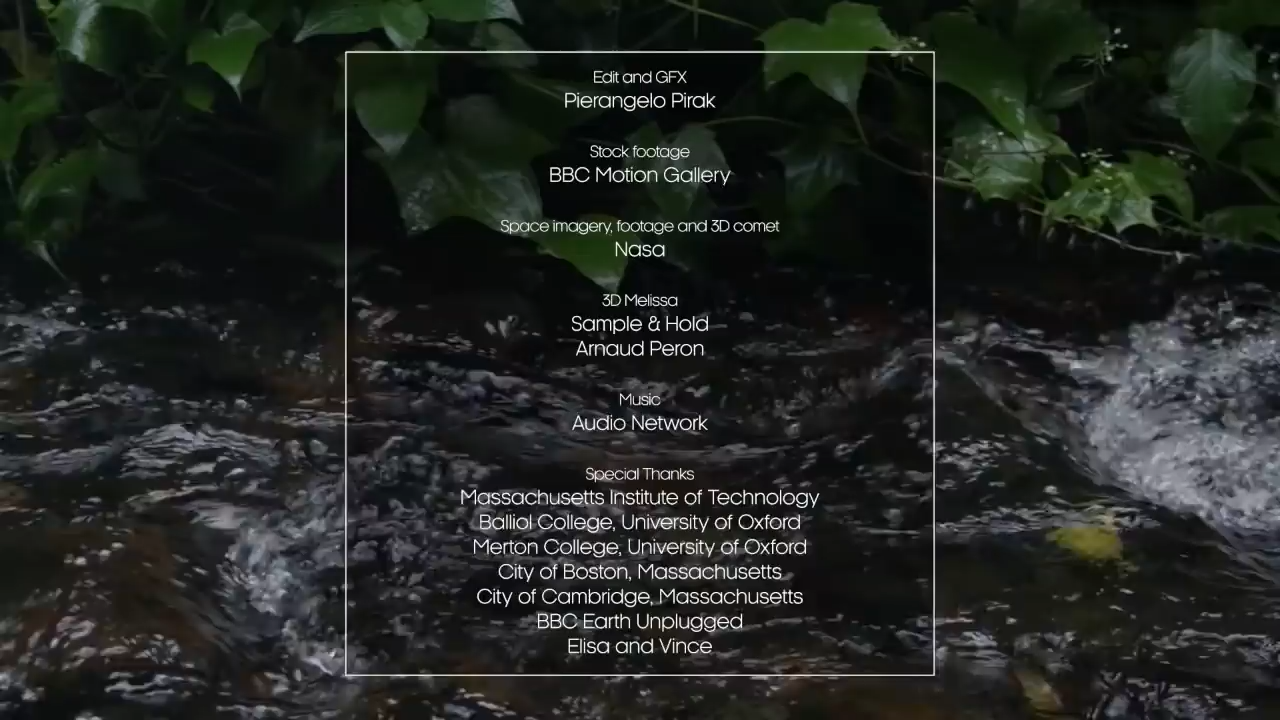 Edit and GFX
Pierangelo Pirak
Stock footage
BBC Motion Gallery
Space imagery, footage and 3D comet
Nasa
3D Melissa
Sample & Hold
Arnaud Peron
Music
Audio Network
Special Thanks
Massachusetts Institute of Technology
Balliol College, University of Oxford
Merton College, University of Oxford
City of Boston, Massachusetts
City of Cambridge, Massachusetts
BBC Earth Unplugged
Elisa and Vince